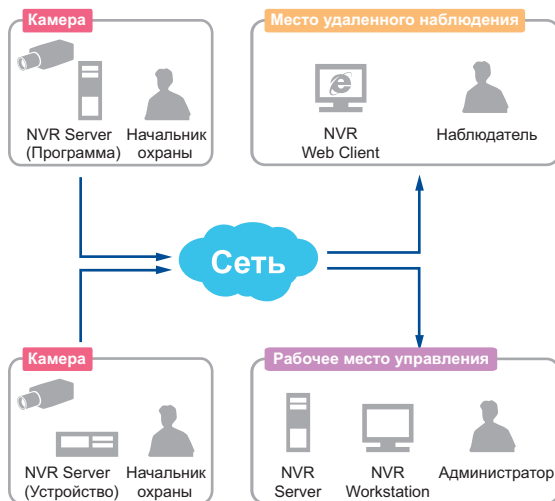 Камера
NVR Server
(Программа)
Начальник
охраны
Место удаленного наблюдения
NVR
Web Client
Наблюдатель
Сеть
Камера
NVR Server
(Устройство)
Начальник
охраны
Рабочее место управления
NVR
Server
NVR
Workstation
Администратор